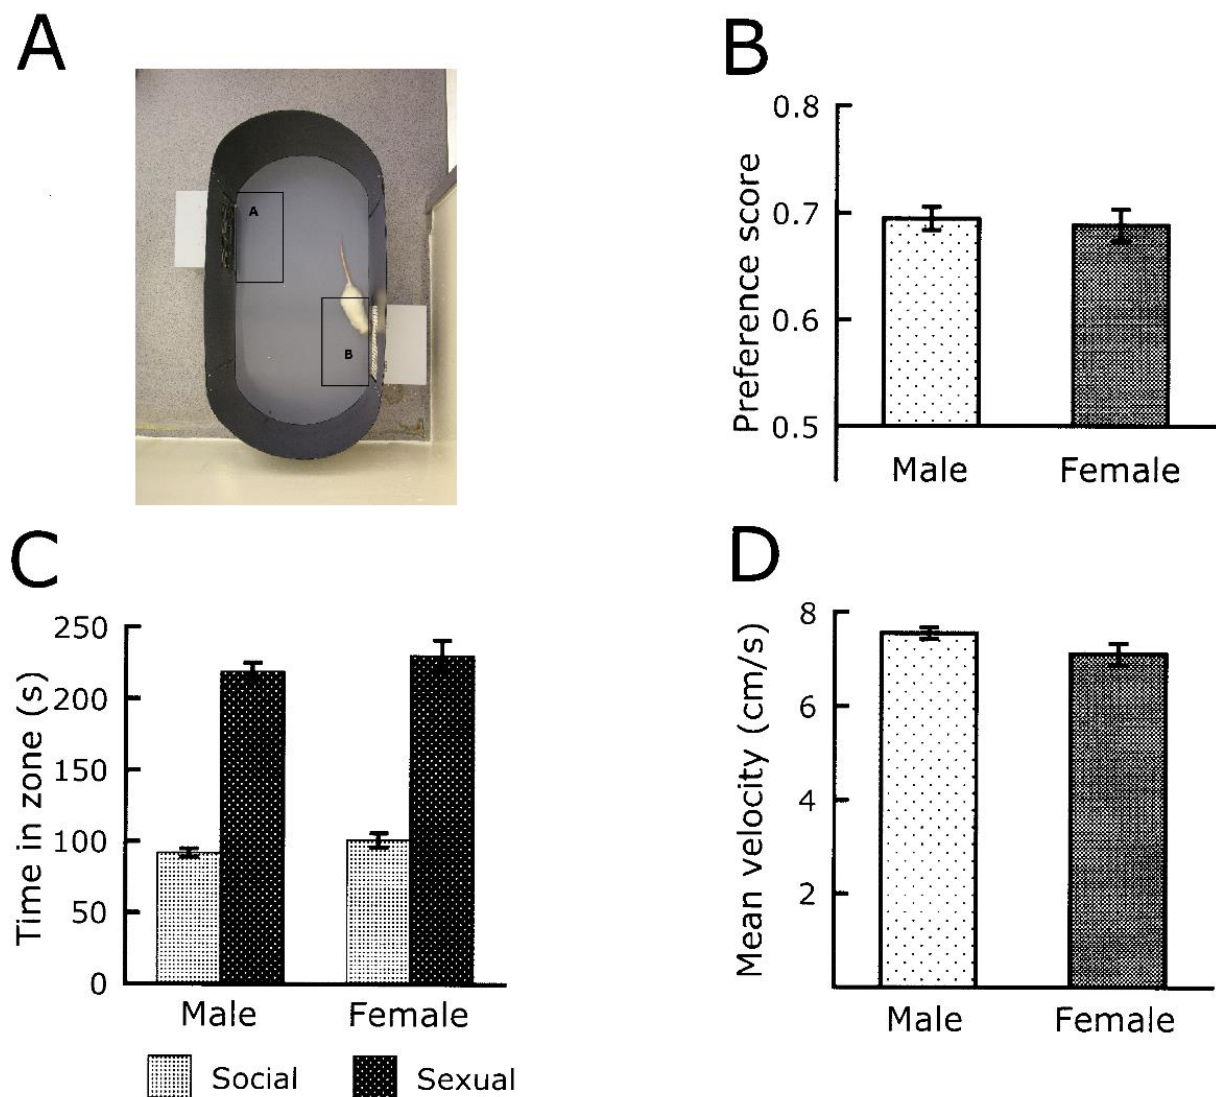 A
A
B
B
Preference score
0.8
0.7
0.6
0.5
Male Female
C
Time in zone (s)
250
200
150
100
50
0
Male Female
Social Sexual
D
Mean velocity (cm/s)
8
6
4
2
Male Female